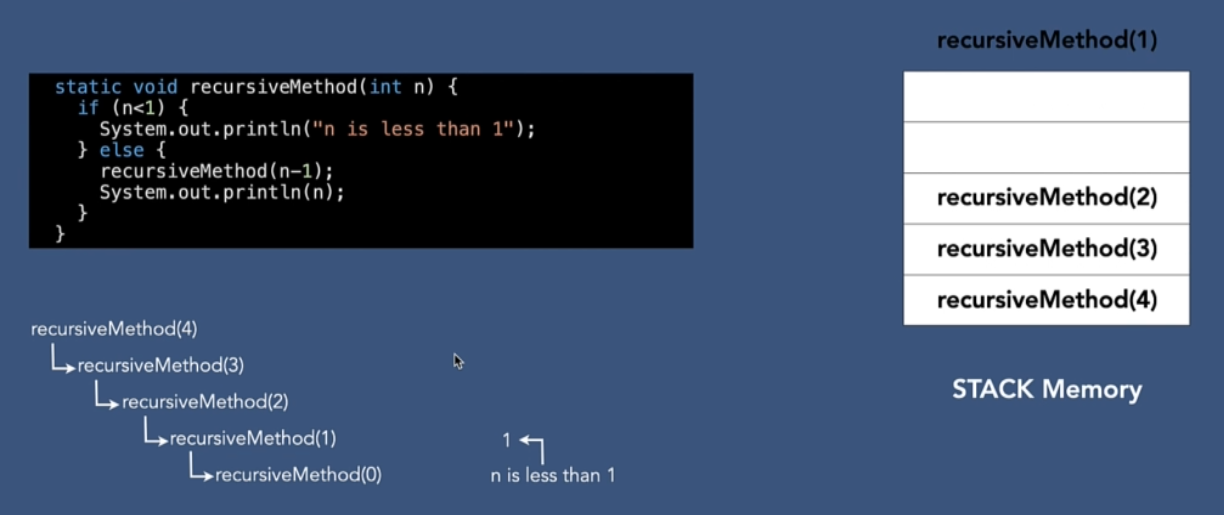 static void recursiveMethod(int n) {
if (n<1) {
System.out.println("n is less than 1");
} else {
recursiveMethod(n-1);
System.out.println(n);
}
}
recursiveMethod(4)
recursiveMethod(3)
recursiveMethod(2)
recursiveMethod(1)
1
recursiveMethod(0)
n is less than 1
recursiveMethod(1)
recursiveMethod(2)
recursiveMethod(3)
recursiveMethod(4)
STACK Memory